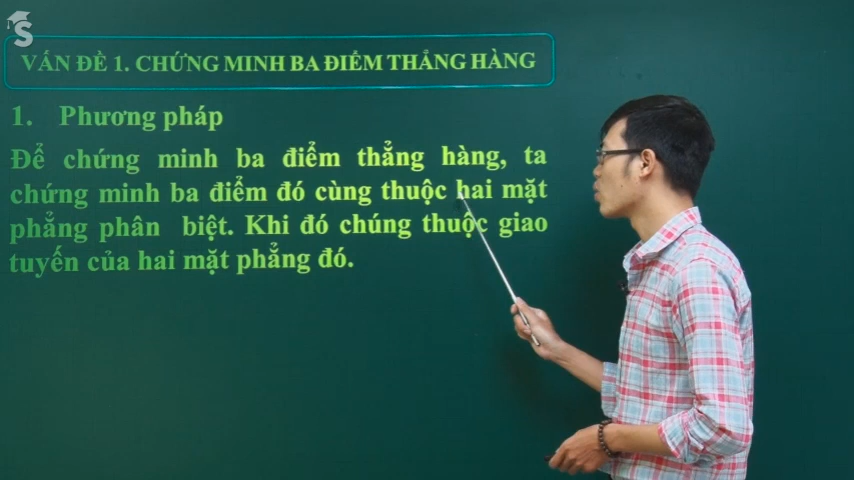 S
VẤN ĐỀ 1. CHỨNG MINH BA ĐIỂM THẲNG HÀNG
1. Phương pháp
Để chứng minh ba điểm thẳng hàng, ta
chứng minh ba điểm đó cùng thuộc hai mặt
phẳng phân biệt. Khi đó chúng thuộc giao
tuyến của hai mặt phẳng đó.